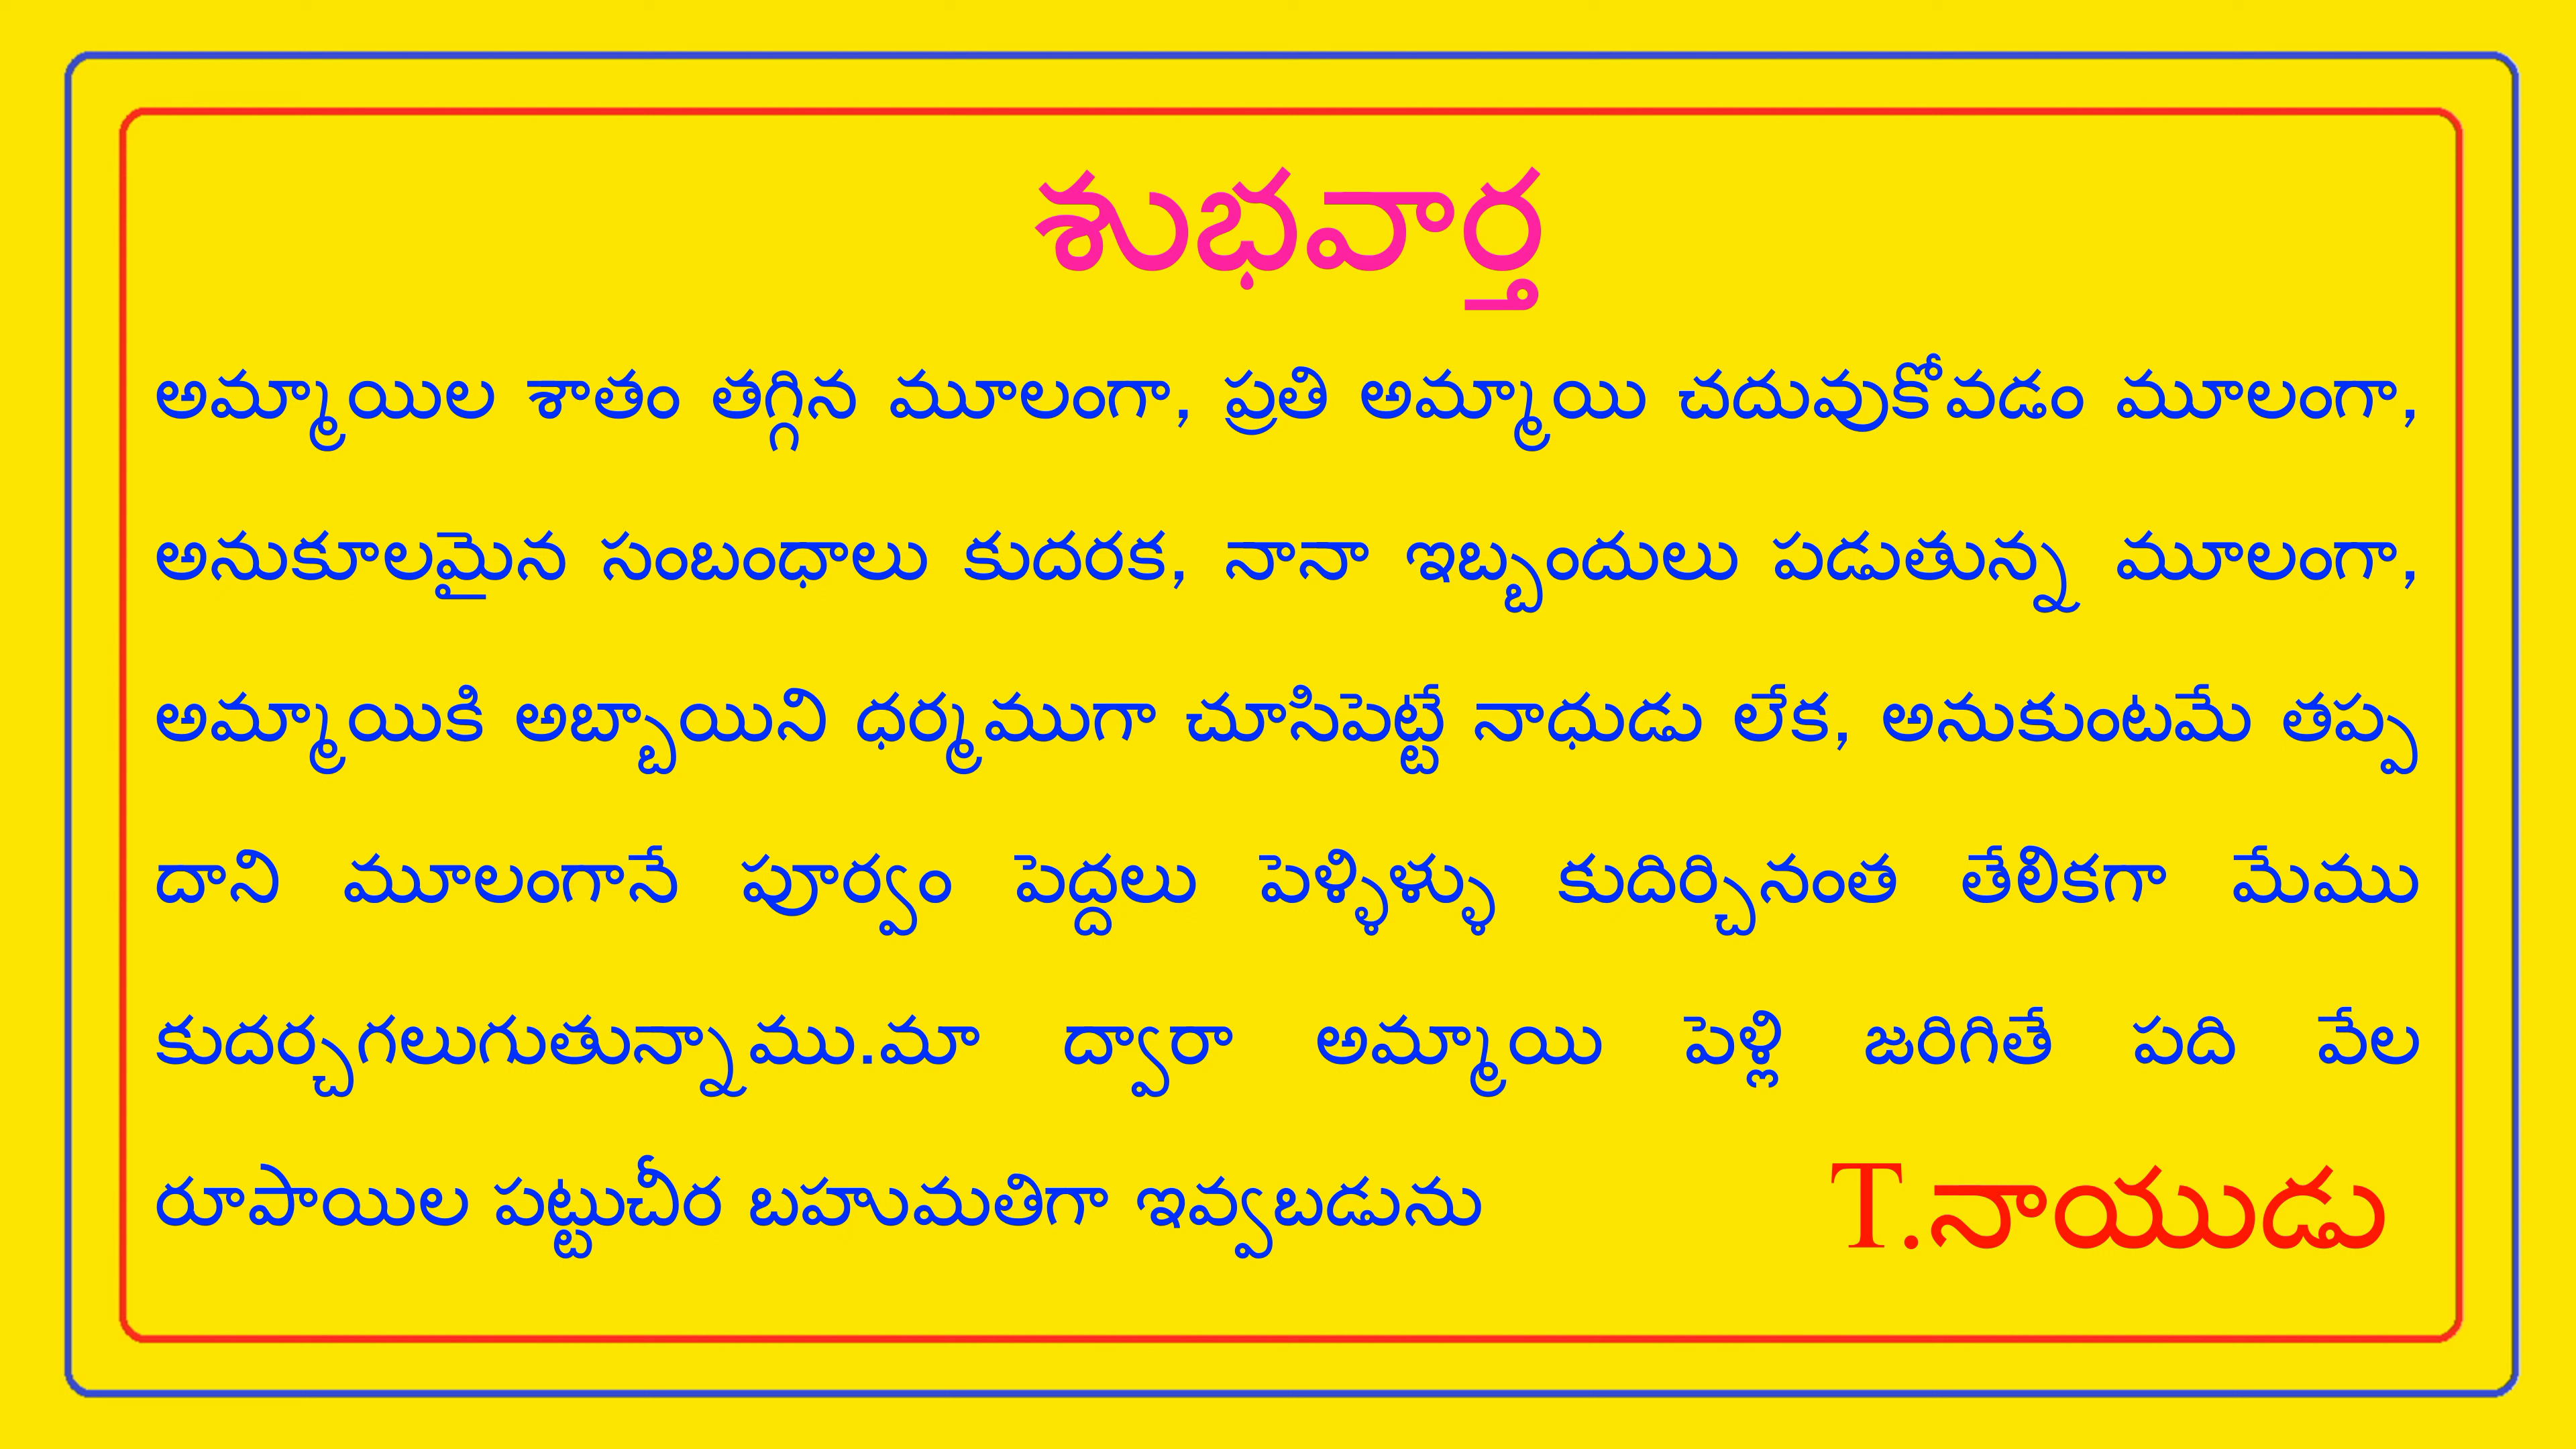 శుభవార్త
అమ్మాయిల శాతం తగ్గిన మూలంగా, ప్రతి అమ్మాయి చదువుకోవడం మూలంగా,
అనుకూలమైన సంబంధాలు కుదరక, నానా ఇబ్బందులు పడుతున్న మూలంగా,
అమ్మాయికి అబ్బాయిని ధర్మముగా చూసిపెట్టే నాధుడు లేక, అనుకుంటమే తప్ప
దాని మూలంగానే పూర్వం పెద్దలు పెళ్ళిళ్ళు కుదిర్చినంత తేలికగా మేము
కుదర్చగలుగుతున్నాము.మా ద్వారా అమ్మాయి పెళ్లి జరిగితే పది వేల
రూపాయిల పట్టుచీర బహుమతిగా ఇవ్వబడును T.నాయుడు